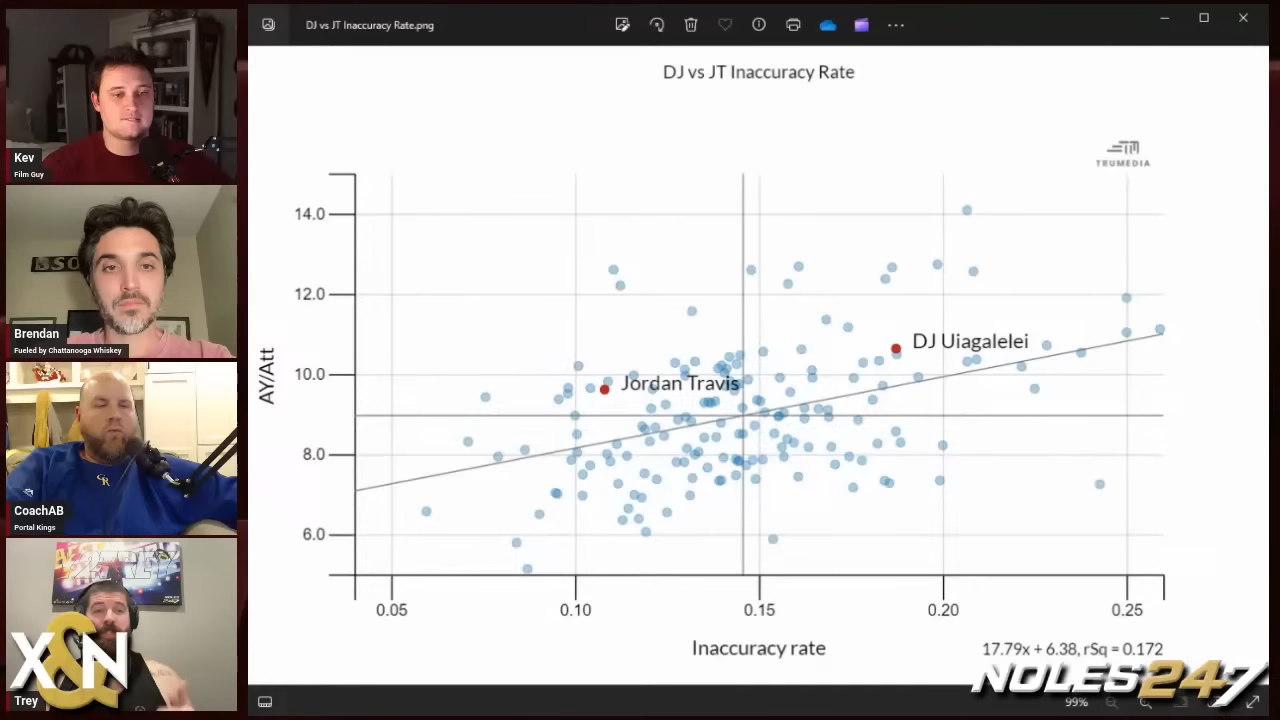 DJ vs JT Inaccuracy Rate.png
DJ vs JT Inaccuracy Rate
TRUMEDIA
14.0
12.0
10.0
8.0
6.0
AY/Att
DJ Uiagalelei
Jordan Travis
0.05
0.10
0.15
0.20
0.25
Inaccuracy rate
17.79x + 6.38, rSq = 0.172
99%
NOLES247
Kev
Film Guy
Brendan
Fueled by Chattanooga Whiskey
CoachAB
Portal Kings
X&N
Trey